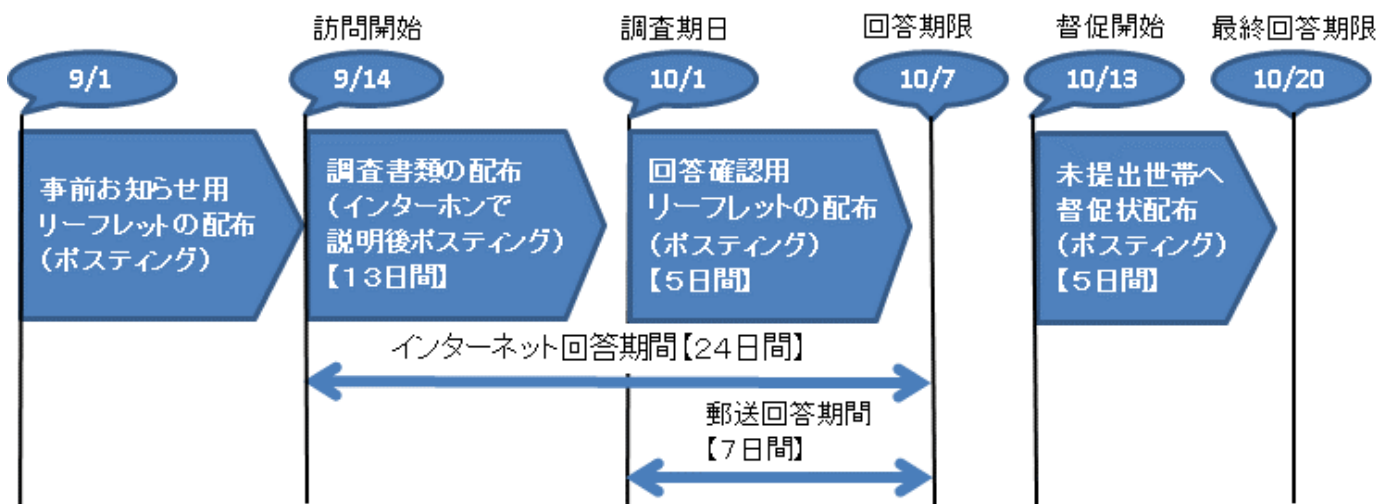 訪問開始
調査期日
回答期限
督促開始
最終回答期限
9/1
9/14
10/1
10/7
10/13
10/20
事前お知らせ用
リーフレットの配布
(ポスティング)
調査書類の配布
(インターホンで
説明後ポスティング)
【13日間】
回答確認用
リーフレットの配布
(ポスティング)
【5日間】
未提出世帯へ
督促状配布
(ポスティング)
【5日間】
インターネット回答期間【24日間】
郵送回答期間
【7日間】